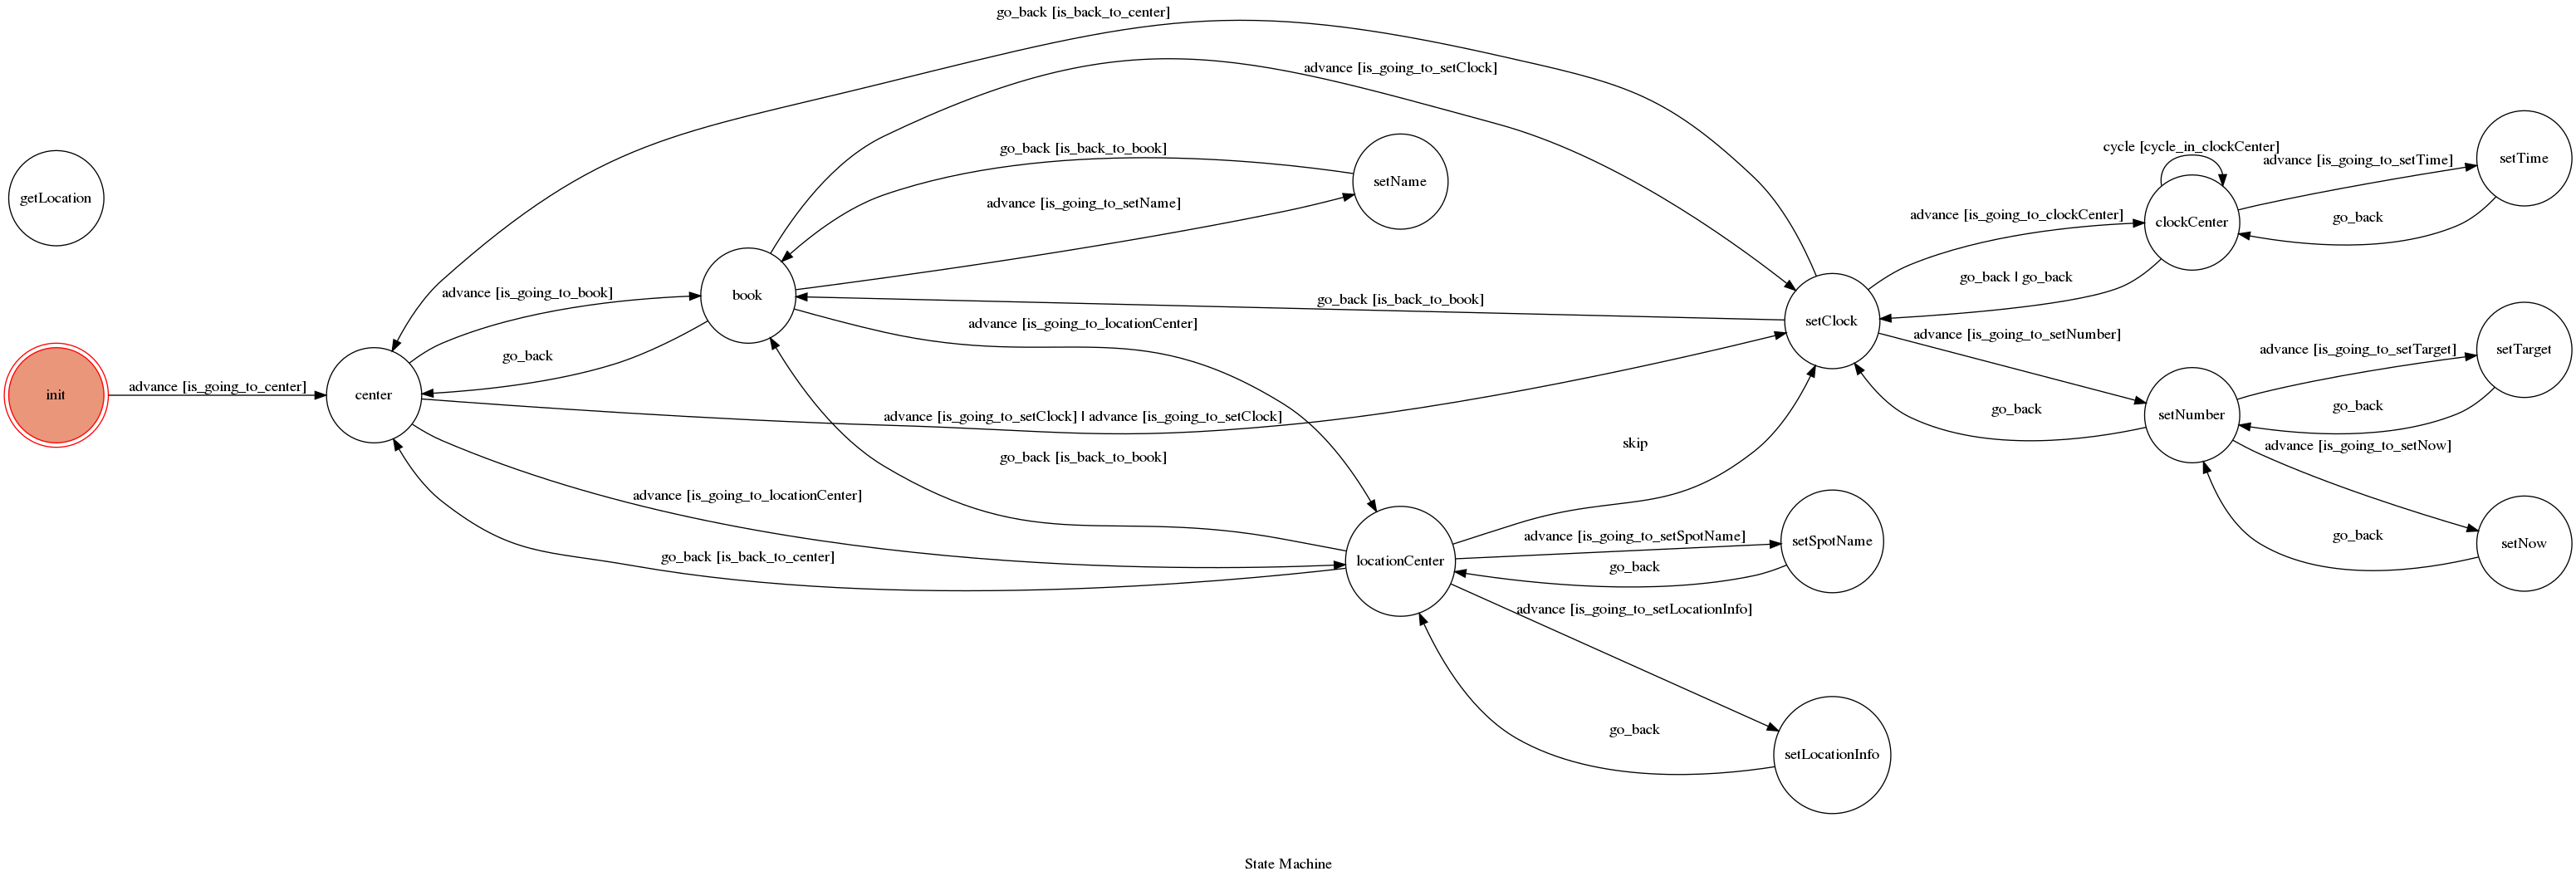 go_back [is_back_to_center]
advance [is_going_to_setClock]
go_back [is_back_to_book]
cycle [cycle_in_clockCenter]
advance [is_going_to_setTime]
setTime
setName
getLocation
advance [is_going_to_setName]
advance [is_going_to_clockCenter]
clockCenter
go_back
go_back | go_back
advance [is_going_to_book]
book
go_back [is_back_to_book]
advance [is_going_to_locationCenter]
setClock
advance [is_going_to_setNumber]
advance [is_going_to_setTarget]
setTarget
go_back
init
advance [is_going_to_center]
center
advance [is_going_to_setClock] | advance [is_going_to_setClock]
go_back
setNumber
go_back
skip
advance [is_going_to_setNow]
go_back [is_back_to_book]
advance [is_going_to_locationCenter]
go_back [is_back_to_center]
locationCenter
advance [is_going_to_setSpotName]
setSpotName
go_back
go_back
setNow
advance [is_going_to_setLocationInfo]
go_back
setLocationInfo
State Machine